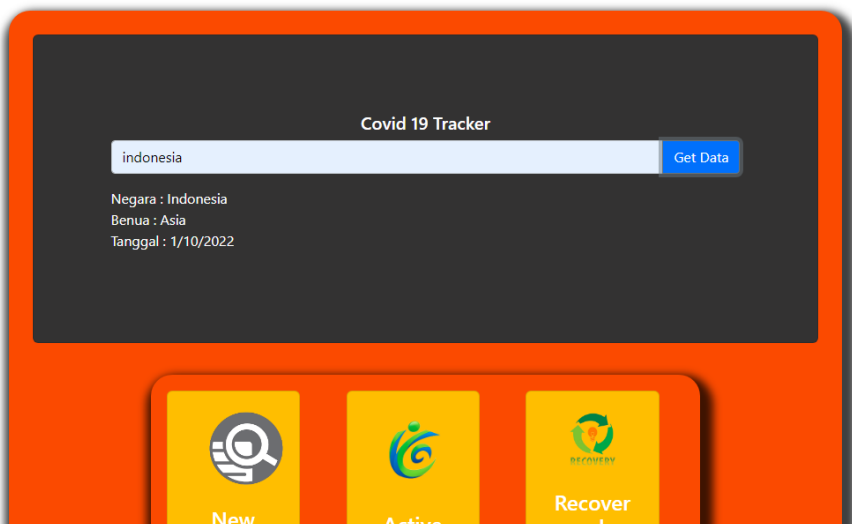 Covid 19 Tracker
indonesia
Get Data
Negara : Indonesia
Benua : Asia
Tanggal : 1/10/2022
RECOVERY
Recover
New
Active